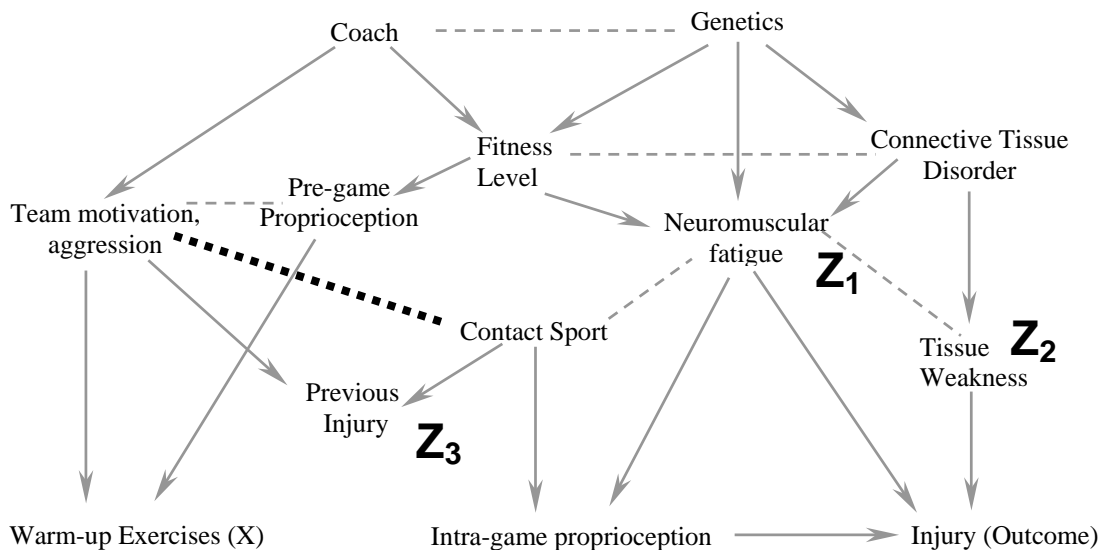 Coach
Genetics
Fitness
Level
Connective Tissue
Disorder
Pre-game
Proprioception
Team motivation,
aggression
Neuromuscular
fatigue
Z1
Contact Sport
Tissue
Weakness
Z2
Previous
Injury
Z3
Warm-up Exercises (X)
Intra-game proprioception
Injury (Outcome)